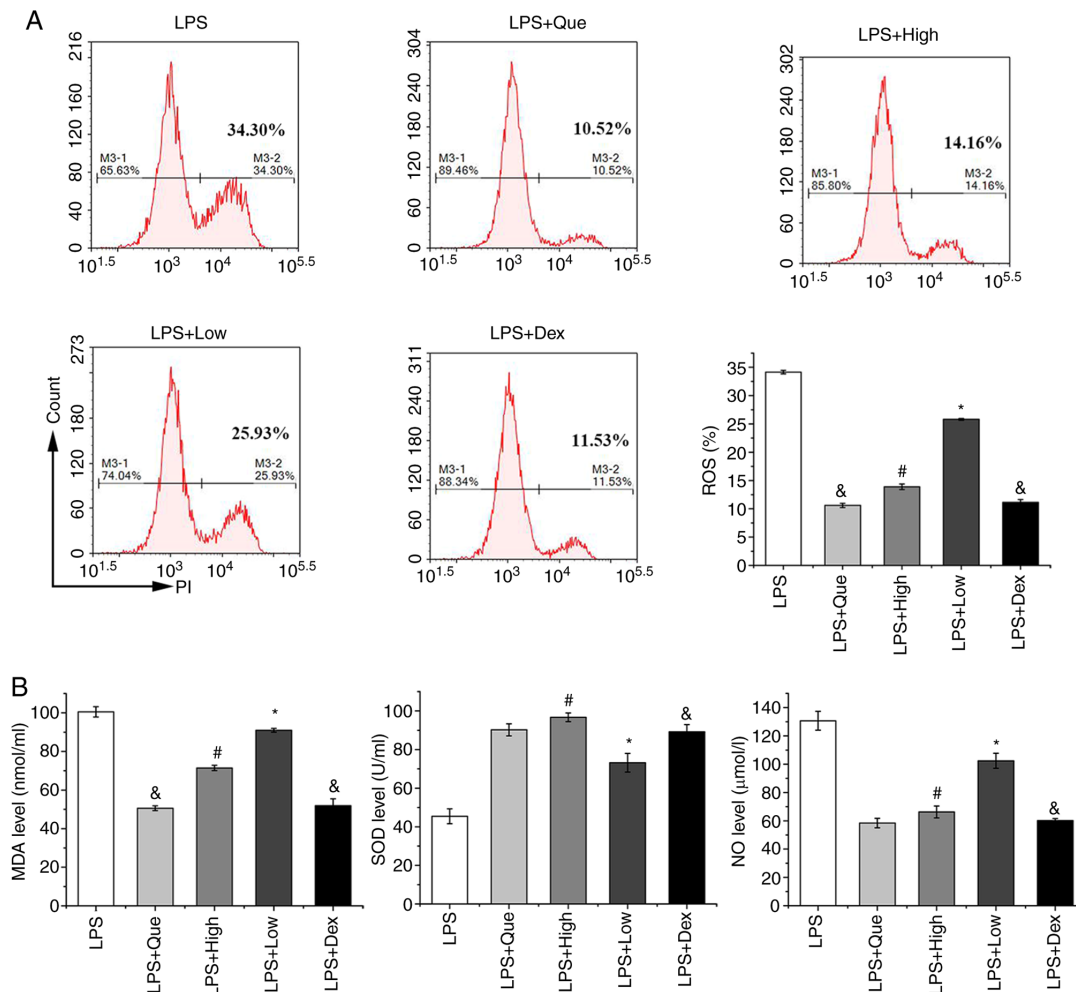 A
LPS
216
200
160
120
80
40
0
34.30%
M3-1
65.63%
M3-2
34.30%
10^1.5 10^3 10^4 10^5.5
LPS+Que
304
240
180
120
60
0
10.52%
M3-1
89.46%
M3-2
10.52%
10^1.5 10^3 10^4 10^5.5
LPS+High
302
240
180
120
60
0
14.16%
M3-1
85.80%
M3-2
14.16%
10^1.5 10^3 10^4 10^5.5
LPS+Low
273
180
120
60
0
25.93%
M3-1
74.04%
M3-2
25.93%
10^1.5 10^3 10^4 10^5.5
Count
PI
LPS+Dex
311
240
180
120
60
0
11.53%
M3-1
88.34%
M3-2
11.53%
10^1.5 10^3 10^4 10^5.5
ROS (%)
35
30
25
20
15
10
5
0
& # * &
LPS LPS+Que LPS+High LPS+Low LPS+Dex
B
MDA level (nmol/ml)
100
80
60
40
20
0
& # * &
LPS LPS+Que LPS+High LPS+Low LPS+Dex
SOD level (U/ml)
100
80
60
40
20
0
# * &
LPS LPS+Que LPS+High LPS+Low LPS+Dex
NO level (μmol/l)
140
120
100
80
60
40
20
0
# * &
LPS LPS+Que LPS+High LPS+Low LPS+Dex